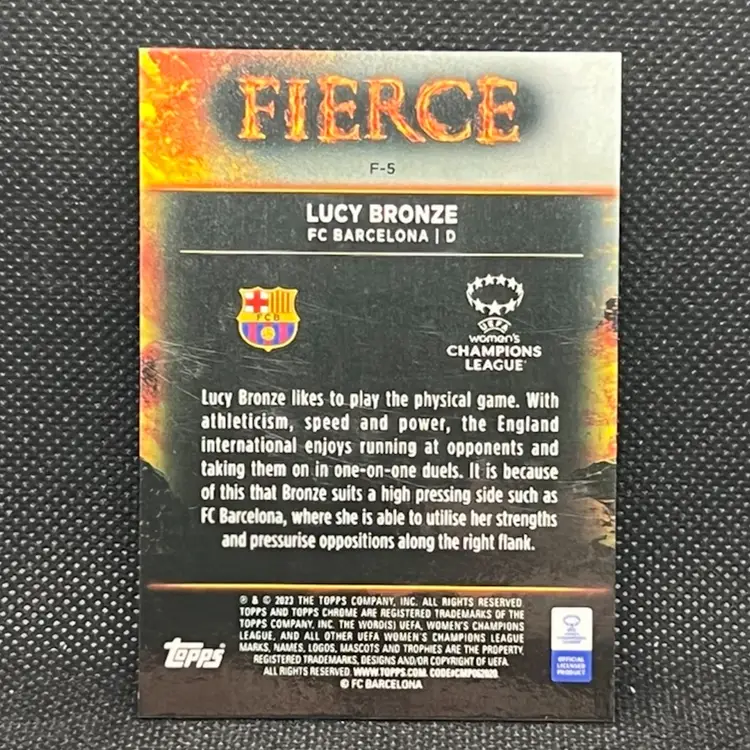 FIERCE
F-5
LUCY BRONZE
FC BARCELONA | D
FCB
UEFA
women's
CHAMPIONS
LEAGUE
Lucy Bronze likes to play the physical game. With
athleticism, speed and power, the England
international enjoys running at opponents and
taking them on in one-on-one duels. It is because
of this that Bronze suits a high pressing side such as
FC Barcelona, where she is able to utilise her strengths
and pressurise oppositions along the right flank.
℗ & © 2023 THE TOPPS COMPANY, INC. ALL RIGHTS RESERVED.
TOPPS AND TOPPS CHROME ARE REGISTERED TRADEMARKS OF THE
TOPPS COMPANY, INC. THE WORD(S) UEFA, WOMEN'S CHAMPIONS
LEAGUE, AND ALL OTHER UEFA WOMEN'S CHAMPIONS LEAGUE
MARKS, NAMES, LOGOS, MASCOTS AND TROPHIES ARE THE PROPERTY,
REGISTERED TRADEMARKS, DESIGNS AND/OR COPYRIGHT OF UEFA.
ALL RIGHTS RESERVED. WWW.TOPPS.COM. CODE#CMP062020.
© FC BARCELONA
topps
OFFICIAL
LICENSED
PRODUCT